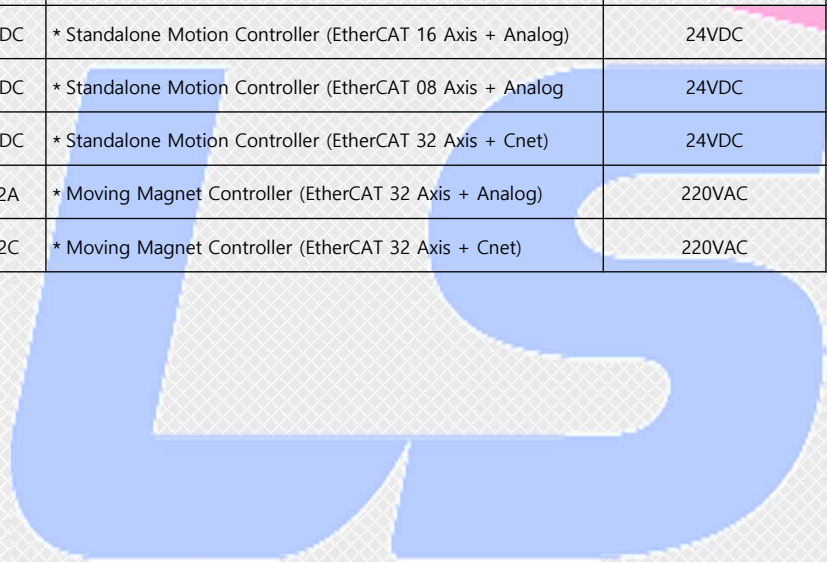 DC * Standalone Motion Controller (EtherCAT 16 Axis + Analog) 24VDC
DC * Standalone Motion Controller (EtherCAT 08 Axis + Analog 24VDC
DC * Standalone Motion Controller (EtherCAT 32 Axis + Cnet) 24VDC
2A * Moving Magnet Controller (EtherCAT 32 Axis + Analog) 220VAC
2C * Moving Magnet Controller (EtherCAT 32 Axis + Cnet) 220VAC
LS